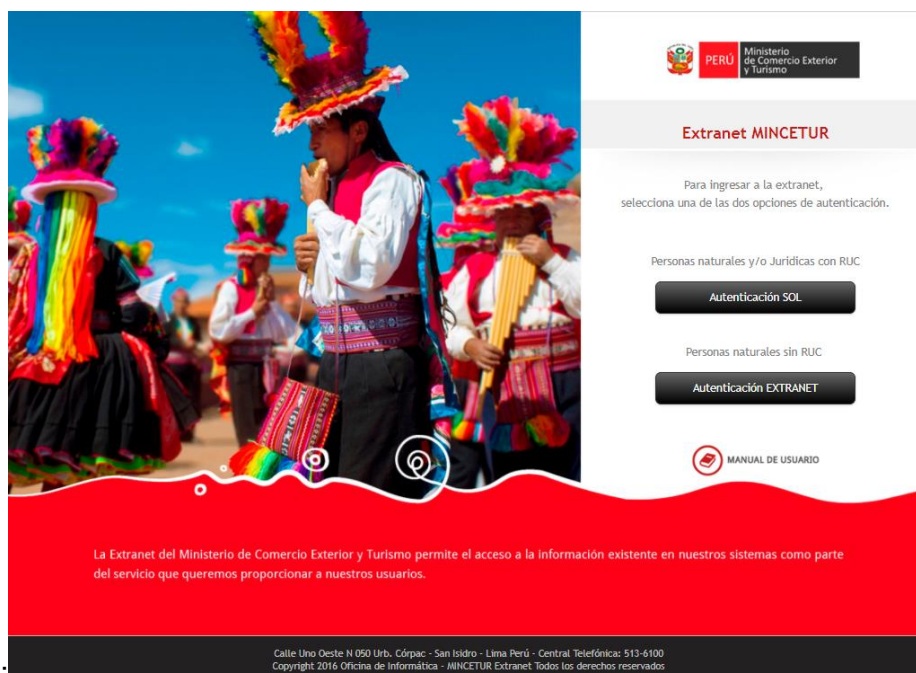 PERÚ
Ministerio
de Comercio Exterior
y Turismo
Extranet MINCETUR
Para ingresar a la extranet,
selecciona una de las dos opciones de autenticación.
Personas naturales y/o Juridicas con RUC
Autenticación SOL
Personas naturales sin RUC
Autenticación EXTRANET
MANUAL DE USUARIO
La Extranet del Ministerio de Comercio Exterior y Turismo permite el acceso a la información existente en nuestros sistemas como parte
del servicio que queremos proporcionar a nuestros usuarios.
Calle Uno Oeste N 050 Urb. Córpac - San Isidro - Lima Perú - Central Telefónica: 513-6100
Copyright 2016 Oficina de Informática - MINCETUR Extranet Todos los derechos reservados